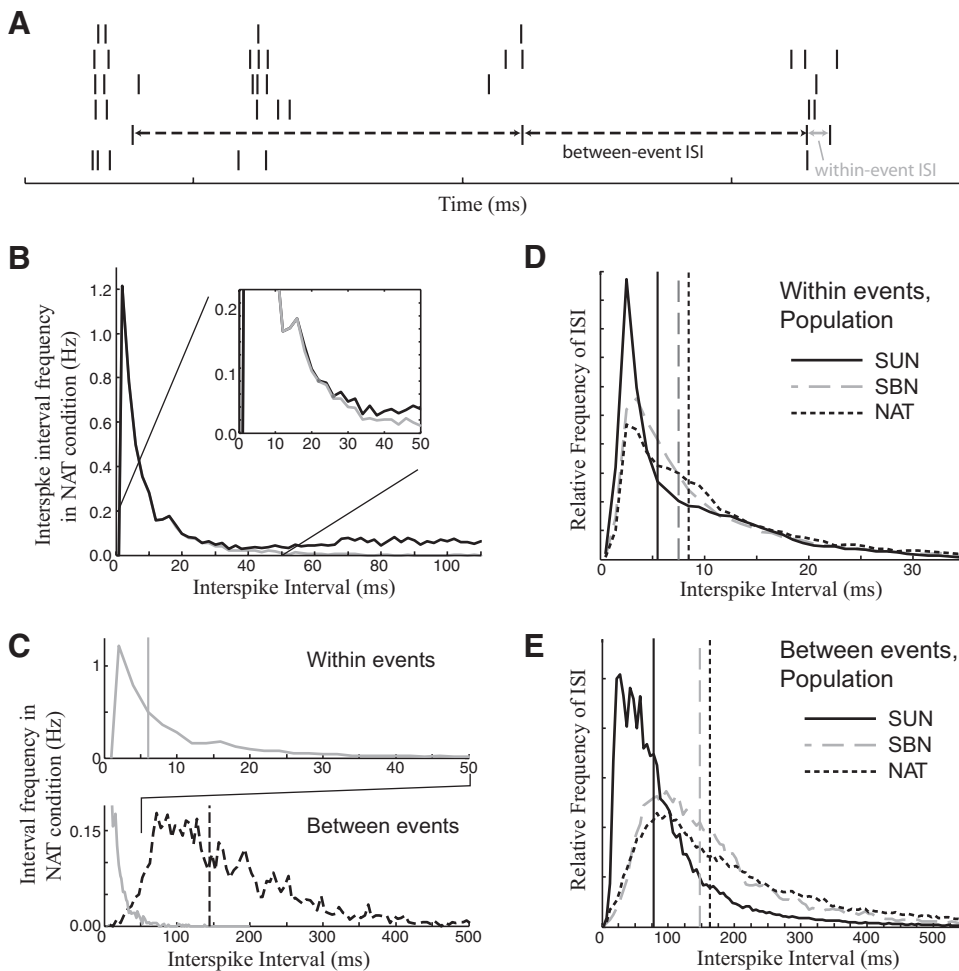 A
between-event ISI
within-event ISI
Time (ms)
B
Interspke interval frequency
in NAT condition (Hz)
1.2
1.0
0.8
0.6
0.4
0.2
0.0
0.2
0.1
0.0
0 10 20 30 40 50
0 20 40 60 80 100
Interspike Interval (ms)
C
Within events
1
0
0 10 20 30 40 50
Interval frequency in
NAT condition (Hz)
Between events
0.15
0.00
0 100 200 300 400 500
Interspike Interval (ms)
D
Relative Frequency of ISI
Within events,
Population
SUN
SBN
NAT
0 10 20 30
Interspike Interval (ms)
E
Relative Frequency of ISI
Between events,
Population
SUN
SBN
NAT
0 100 200 300 400 500
Interspike Interval (ms)